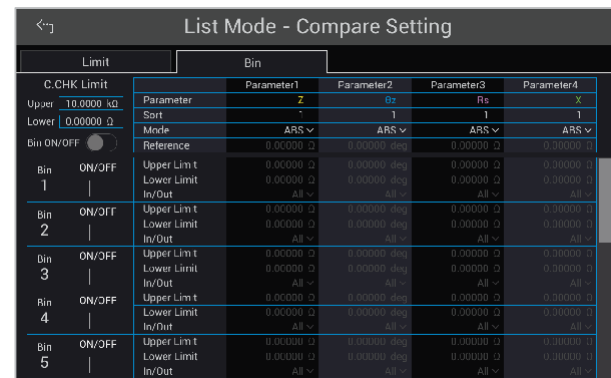 List Mode - Compare Setting
Limit Bin
C.CHK Limit Parameter1 Parameter2 Parameter3 Parameter4
Upper 10.0000 kΩ Parameter Z θz Rs X
Sort 1 1 1 1
Lower 0.00000 Ω Mode ABS ABS ABS ABS
Bin ON/OFF Reference 0.00000 Ω 0.00000 deg 0.00000 Ω 0.00000 Ω
Bin 1 ON/OFF Upper Limit 0.00000 Ω 0.00000 deg 0.00000 Ω 0.00000 Ω
Lower Limit 0.00000 Ω 0.00000 deg 0.00000 Ω 0.00000 Ω
In/Out All All All All
Bin 2 ON/OFF Upper Limit 0.00000 Ω 0.00000 deg 0.00000 Ω 0.00000 Ω
Lower Limit 0.00000 Ω 0.00000 deg 0.00000 Ω 0.00000 Ω
In/Out All All All All
Bin 3 ON/OFF Upper Limit 0.00000 Ω 0.00000 deg 0.00000 Ω 0.00000 Ω
Lower Limit 0.00000 Ω 0.00000 deg 0.00000 Ω 0.00000 Ω
In/Out All All All All
Bin 4 ON/OFF Upper Limit 0.00000 Ω 0.00000 deg 0.00000 Ω 0.00000 Ω
Lower Limit 0.00000 Ω 0.00000 deg 0.00000 Ω 0.00000 Ω
In/Out All All All All
Bin 5 ON/OFF Upper Limit 0.00000 Ω 0.00000 deg 0.00000 Ω 0.00000 Ω
Lower Limit 0.00000 Ω 0.00000 deg 0.00000 Ω 0.00000 Ω
In/Out All All All All